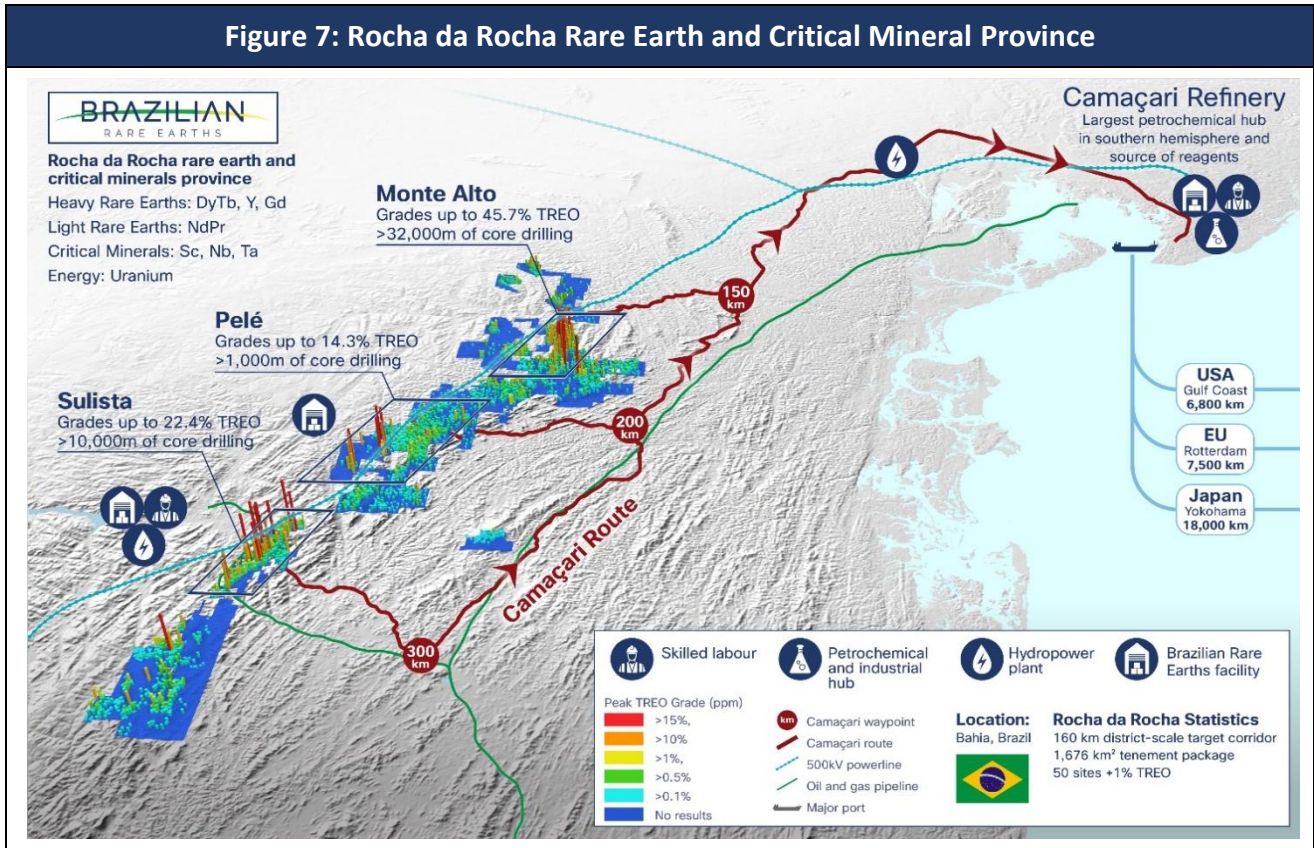 Figure 7: Rocha da Rocha Rare Earth and Critical Mineral Province
BRAZILIAN
RARE EARTHS
Rocha da Rocha rare earth and
critical minerals province
Heavy Rare Earths: DyTb, Y, Gd
Light Rare Earths: NdPr
Critical Minerals: Sc, Nb, Ta
Energy: Uranium
Camaçari Refinery
Largest petrochemical hub
in southern hemisphere and
source of reagents
Monte Alto
Grades up to 45.7% TREO
>32,000m of core drilling
Pelé
Grades up to 14.3% TREO
>1,000m of core drilling
Sulista
Grades up to 22.4% TREO
>10,000m of core drilling
150
km
200
km
300
km
Camaçari Route
USA
Gulf Coast
6,800 km
EU
Rotterdam
7,500 km
Japan
Yokohama
18,000 km
Skilled labour
Petrochemical
and industrial
hub
Hydropower
plant
Brazilian Rare
Earths facility
Peak TREO Grade (ppm)
>15%,
>10%
>1%,
>0.5%
>0.1%
No results
km Camaçari waypoint
Camaçari route
500kV powerline
Oil and gas pipeline
Major port
Location:
Bahia, Brazil
Rocha da Rocha Statistics
160 km district-scale target corridor
1,676 km² tenement package
50 sites +1% TREO